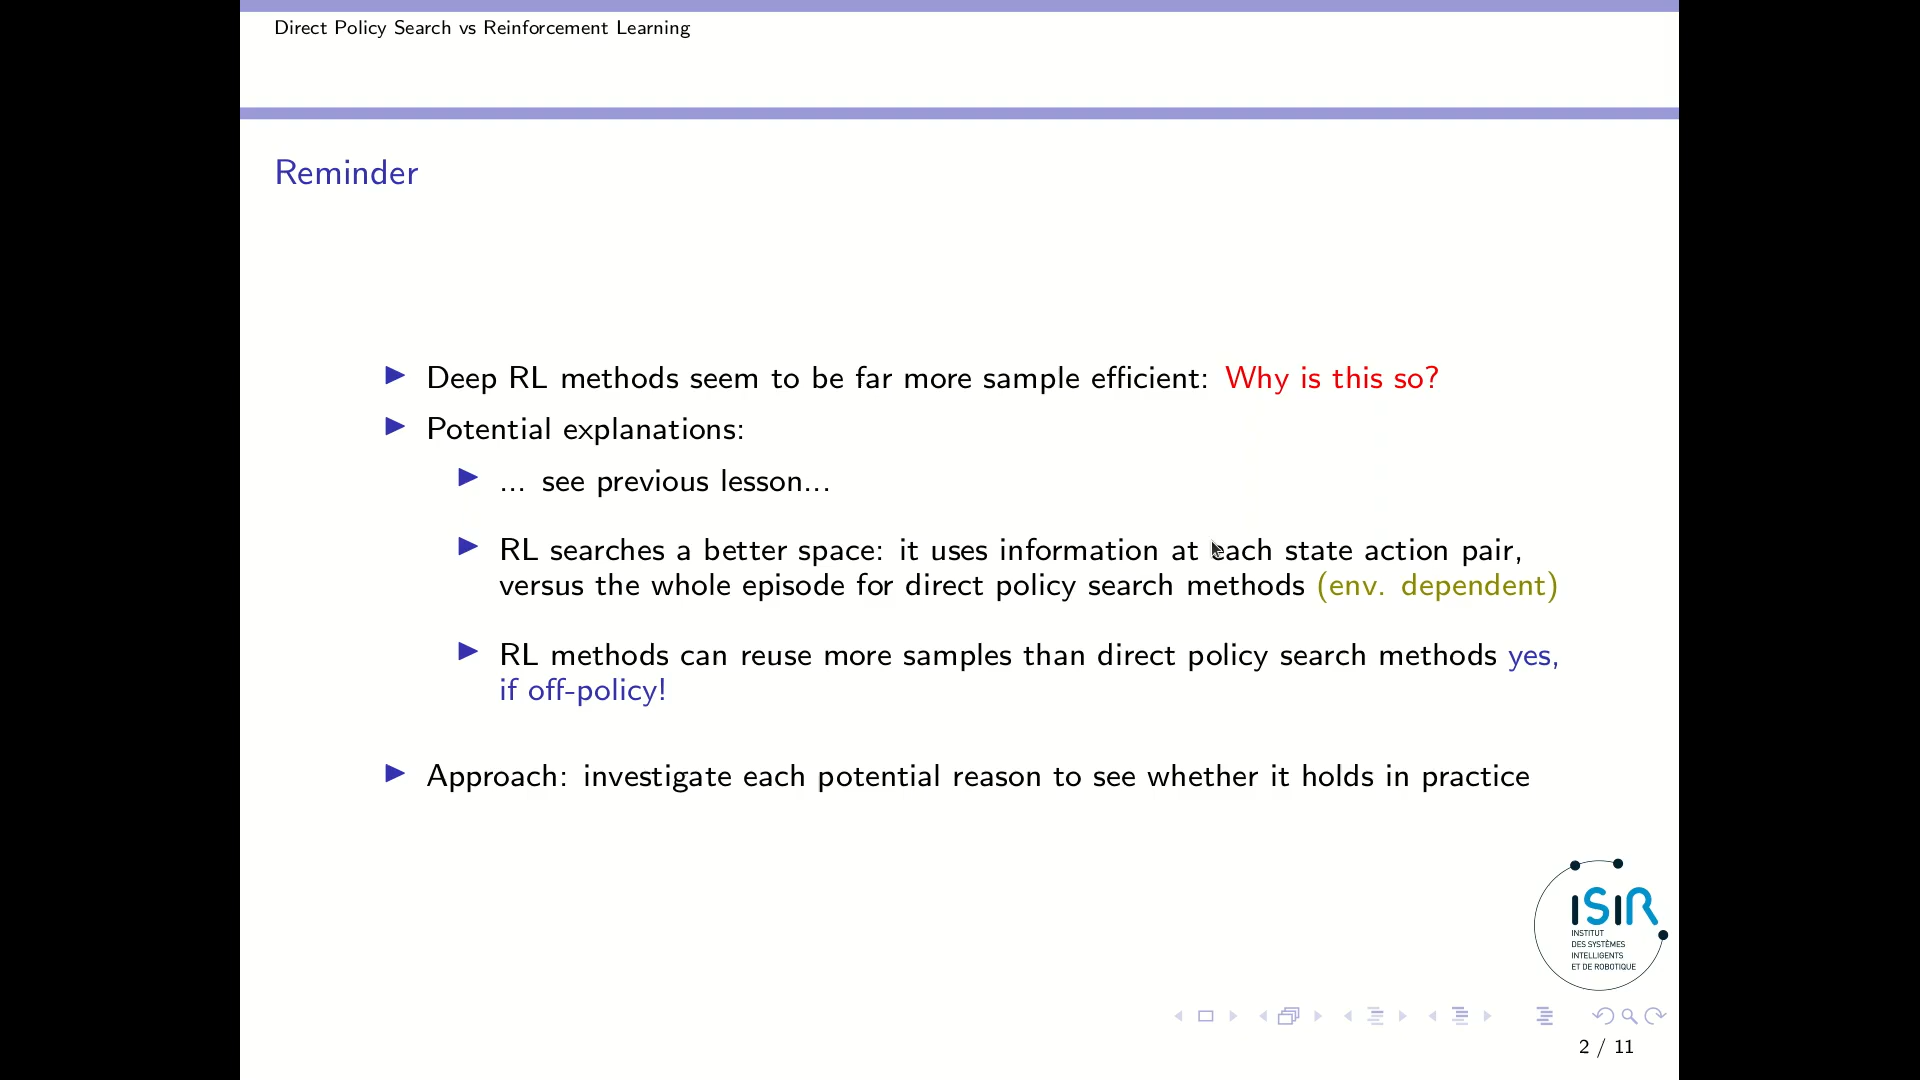 Direct Policy Search vs Reinforcement Learning
Reminder
Deep RL methods seem to be far more sample efficient: Why is this so?
Potential explanations:
... see previous lesson...
RL searches a better space: it uses information at each state action pair,
versus the whole episode for direct policy search methods (env. dependent)
RL methods can reuse more samples than direct policy search methods yes,
if off-policy!
Approach: investigate each potential reason to see whether it holds in practice
ISIR
INSTITUT
DES SYSTÈMES
INTELLIGENTS
ET DE ROBOTIQUE
2 / 11